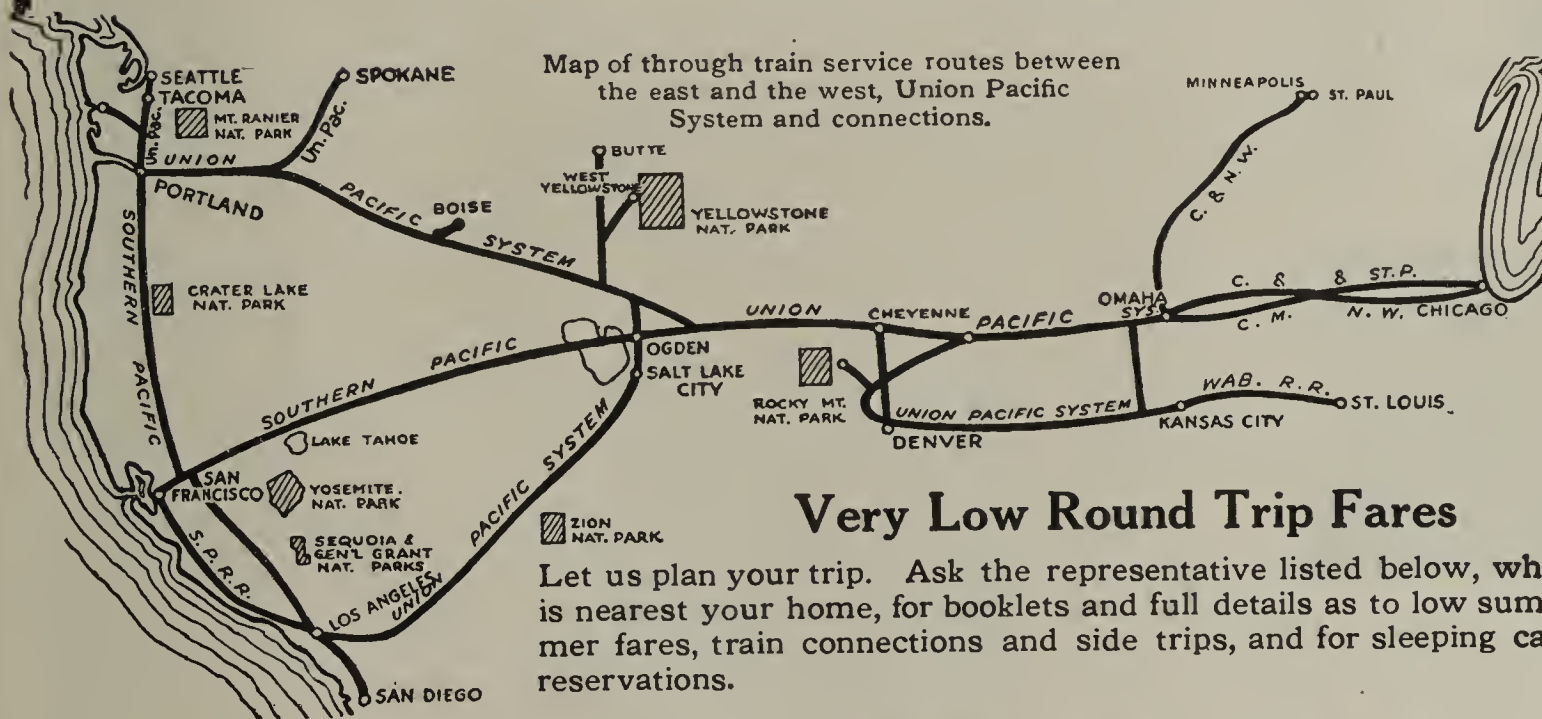 Map of through train service routes between
the east and the west, Union Pacific
System and connections.
SEATTLE
TACOMA
MT. RANIER
NAT. PARK
Un. Pac.
SPOKANE
Un. Pac.
UNION
PACIFIC
SYSTEM
PORTLAND
BOISE
BUTTE
WEST
YELLOWSTONE
YELLOWSTONE
NAT. PARK
MINNEAPOLIS
ST. PAUL
C. & N. W.
SOUTHERN
PACIFIC
CRATER LAKE
NAT. PARK
SOUTHERN
PACIFIC
OGDEN
SALT LAKE
CITY
UNION
CHEYENNE
PACIFIC
OMAHA
SYS.
C. & & ST. P.
C. M. N. W.
CHICAGO
ROCKY MT.
NAT. PARK
UNION PACIFIC SYSTEM
DENVER
WAB. R. R.
KANSAS CITY
ST. LOUIS
LAKE TAHOE
SAN
FRANCISCO
YOSEMITE.
NAT. PARK
SEQUOIA &
GEN'L GRANT
NAT. PARKS
S. P. R. R.
LOS ANGELES
UNION
PACIFIC
SYSTEM
ZION
NAT. PARK
SAN DIEGO
Very Low Round Trip Fares
Let us plan your trip. Ask the representative listed below, wh
is nearest your home, for booklets and full details as to low sum
mer fares, train connections and side trips, and for sleeping ca
reservations.